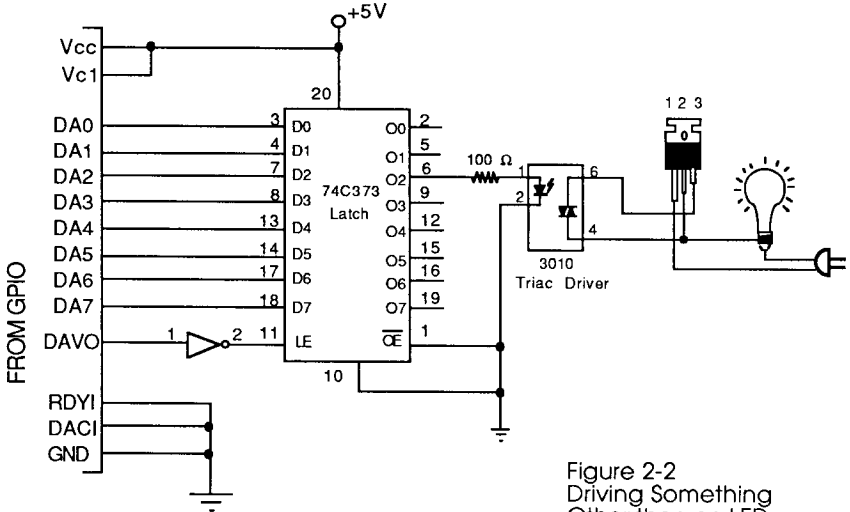 +5V
Vcc
Vc1
20
1 2 3
DA0 3 D0 O0 2
DA1 4 D1 O1 5
DA2 7 D2 O2 6 100 Ω 1 6
DA3 8 D3 74C373 O3 9 2
Latch
DA4 13 D4 O4 12 4
DA5 14 D5 O5 15 3010
DA6 17 D6 O6 16 Triac Driver
DA7 18 D7 O7 19
DAVO 1 2 11 LE OE 1
10
RDYI
DACI
GND
FROM GPIO
Figure 2-2
Driving Something